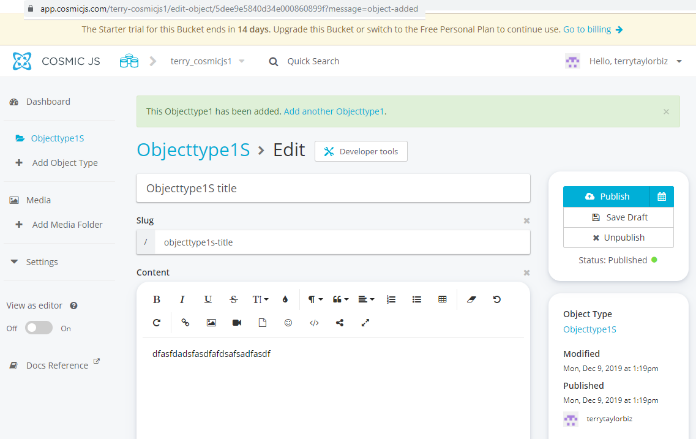 app.cosmicjs.com/terry-cosmicjs1/edit-object/5dee9e5840d34e000860899f?message=object-added
The Starter trial for this Bucket ends in 14 days. Upgrade this Bucket or switch to the Free Personal Plan to continue use. Go to billing
COSMIC JS
terry_cosmicjs1
Quick Search
Hello, terrytaylorbiz
Dashboard
Objecttype1S
Add Object Type
Media
Add Media Folder
Settings
View as editor
Off
On
Docs Reference
This Objecttype1 has been added. Add another Objecttype1.
×
Objecttype1S > Edit
Developer tools
Objecttype1S title
Slug
/
objecttype1s-title
Content
B I U S T
dfasfdadsfasdfafdsafsadfasdf
Publish
Save Draft
Unpublish
Status: Published
Object Type
Objecttype1S
Modified
Mon, Dec 9, 2019 at 1:19pm
Published
Mon, Dec 9, 2019 at 1:19pm
terrytaylorbiz